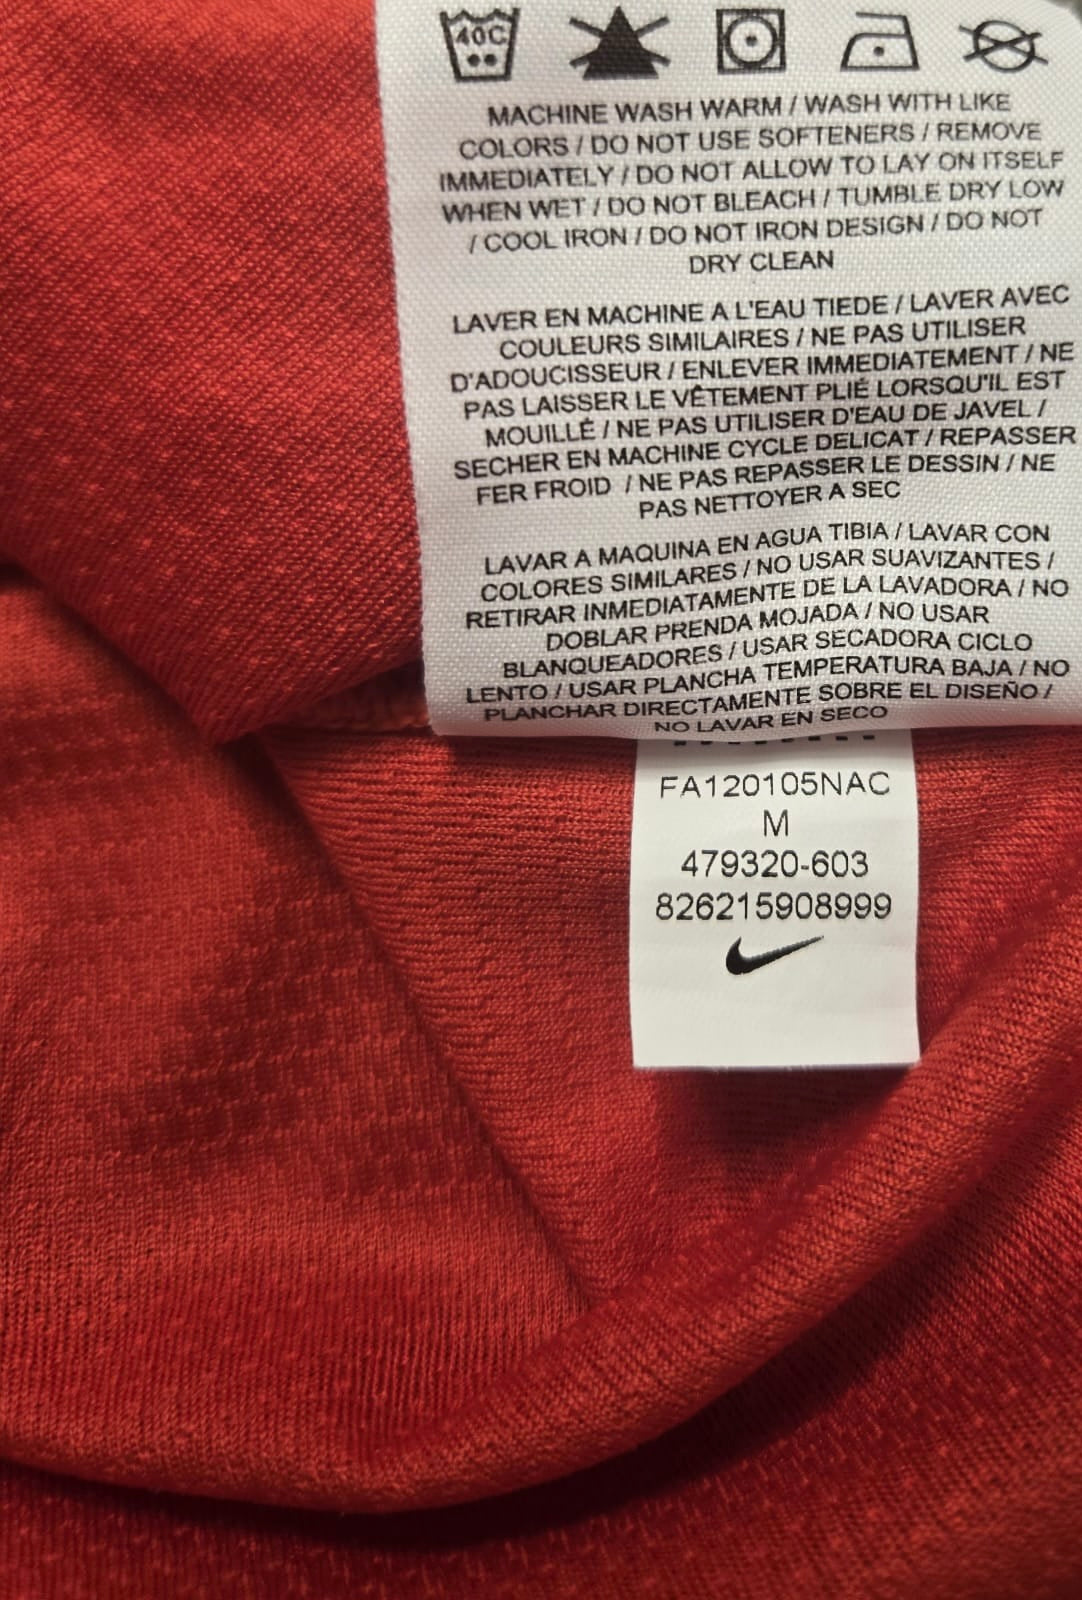 40C
MACHINE WASH WARM / WASH WITH LIKE
COLORS / DO NOT USE SOFTENERS / REMOVE
IMMEDIATELY / DO NOT ALLOW TO LAY ON ITSELF
WHEN WET / DO NOT BLEACH / TUMBLE DRY LOW
/ COOL IRON / DO NOT IRON DESIGN / DO NOT
DRY CLEAN
LAVER EN MACHINE A L'EAU TIEDE / LAVER AVEC
COULEURS SIMILAIRES / NE PAS UTILISER
D'ADOUCISSEUR / ENLEVER IMMEDIATEMENT / NE
PAS LAISSER LE VÊTEMENT PLIÉ LORSQU'IL EST
MOUILLÉ / NE PAS UTILISER D'EAU DE JAVEL /
SECHER EN MACHINE CYCLE DELICAT / REPASSER
FER FROID / NE PAS REPASSER LE DESSIN / NE
PAS NETTOYER A SEC
LAVAR A MAQUINA EN AGUA TIBIA / LAVAR CON
COLORES SIMILARES / NO USAR SUAVIZANTES /
RETIRAR INMEDIATAMENTE DE LA LAVADORA / NO
DOBLAR PRENDA MOJADA / NO USAR
BLANQUEADORES / USAR SECADORA CICLO
LENTO / USAR PLANCHA TEMPERATURA BAJA / NO
PLANCHAR DIRECTAMENTE SOBRE EL DISEÑO /
NO LAVAR EN SECO
FA120105NAC
M
479320-603
826215908999